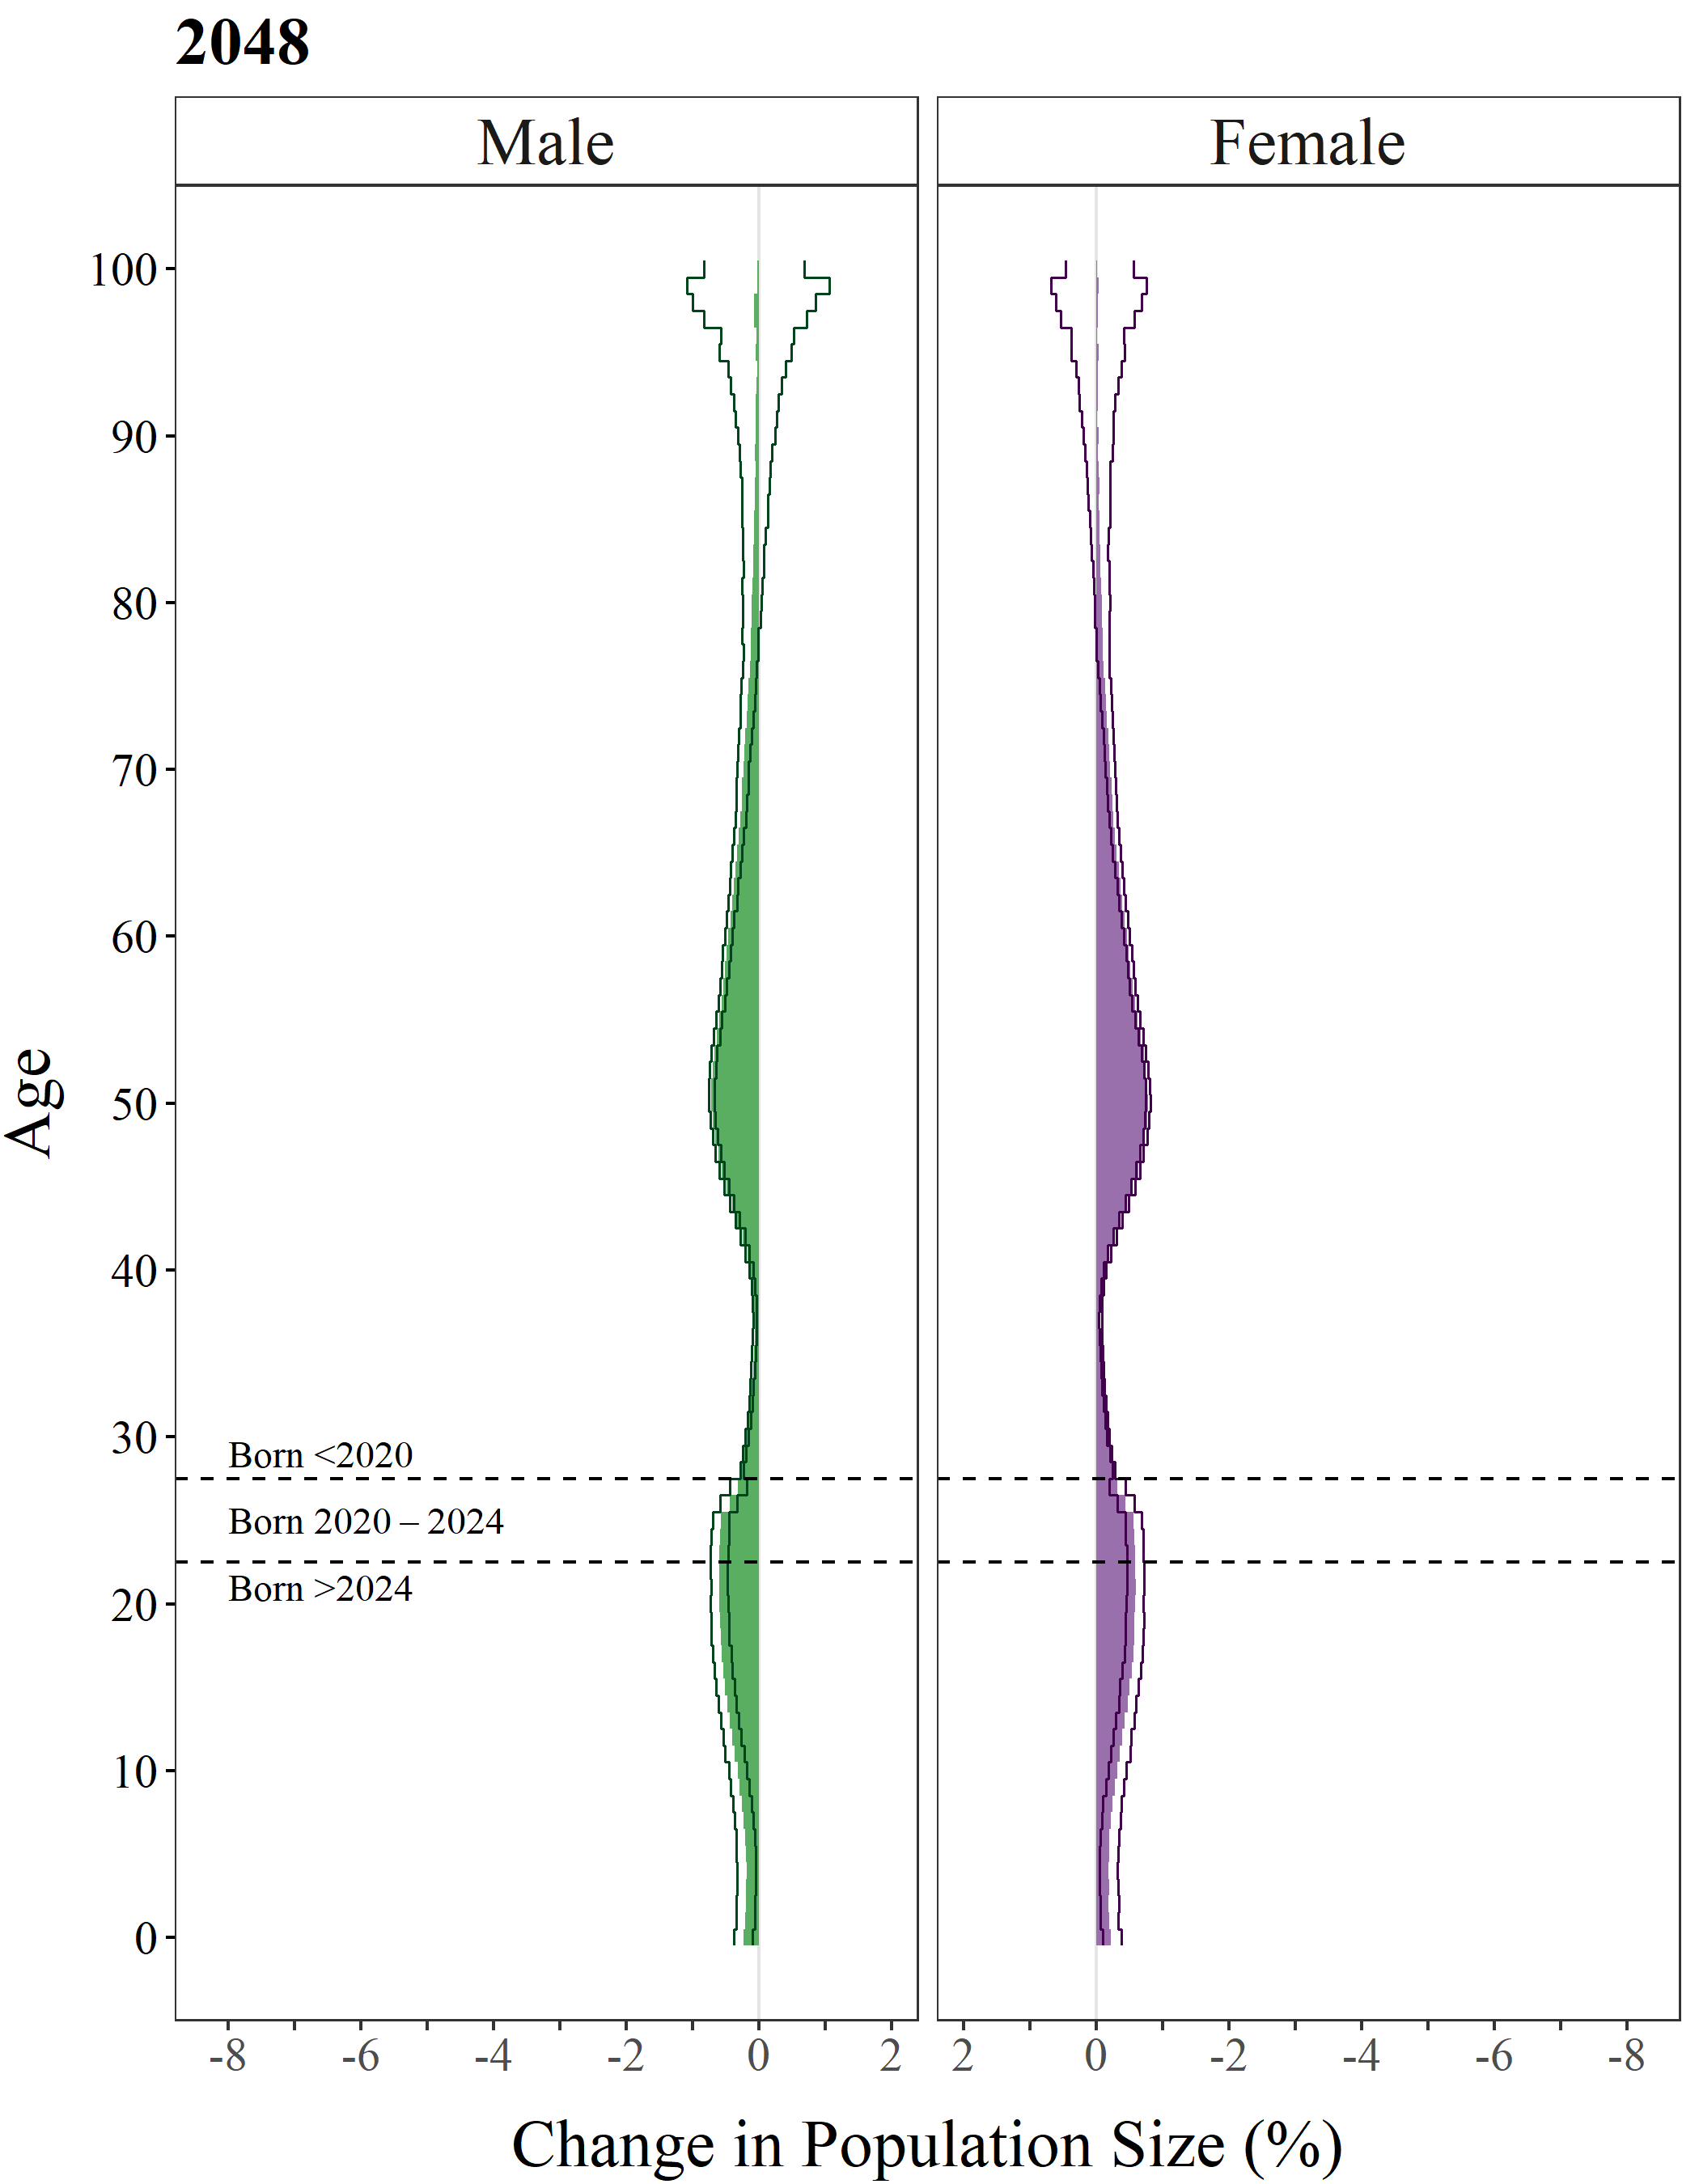 2048
Male Female
100
90
80
70
60
50
40
30
20
10
0
Age
Born <2020
Born 2020 – 2024
Born >2024
-8 -6 -4 -2 0 2 2 0 -2 -4 -6 -8
Change in Population Size (%)